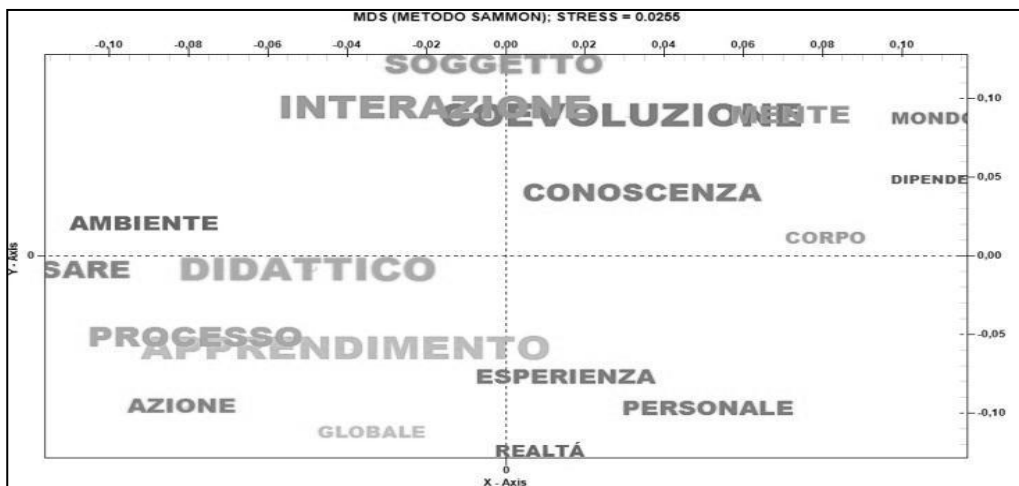 MDS (METODO SAMMON); STRESS = 0.0255
-0,10 -0,08 -0,06 -0,04 -0,02 0,00 0,02 0,04 0,06 0,08 0,10
SOGGETTO
INTERAZIONE COEVOLUZIONE MENTE MONDO 0,10
DIPENDE 0,05
CONOSCENZA
AMBIENTE
CORPO
Y - Axis 0 0,00
SARE DIDATTICO
PROCESSO -0,05
APPRENDIMENTO
ESPERIENZA
AZIONE PERSONALE -0,10
GLOBALE
REALTÁ
0
X - Axis